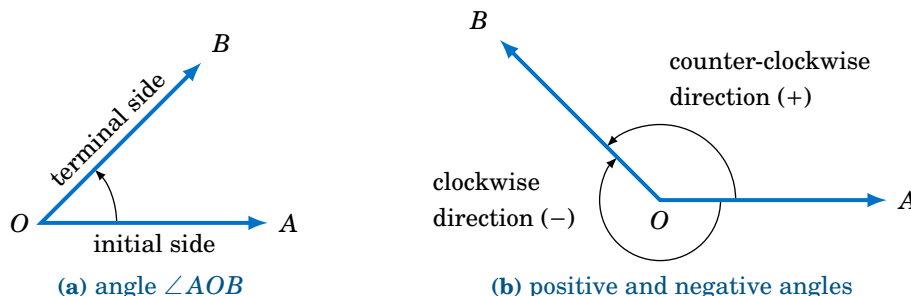 B
terminal side
O
A
initial side
(a) angle ∠AOB
B
counter-clockwise
direction (+)
clockwise
direction (−)
O
A
(b) positive and negative angles